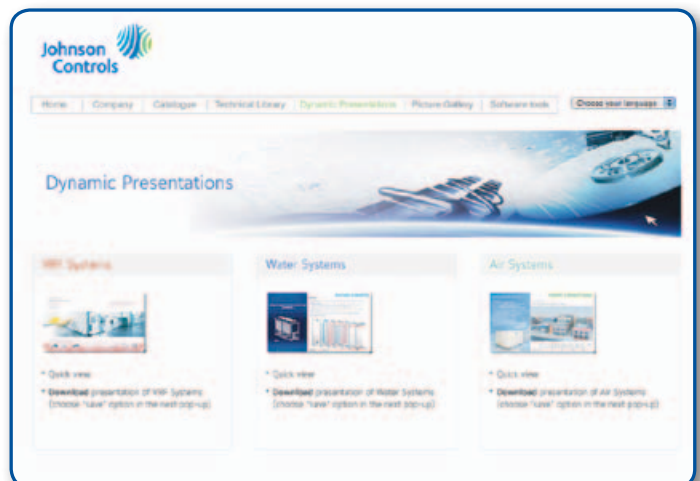 Johnson
Controls
Home Company Catalogue Technical Library Dynamic Presentations Picture Gallery Software tools Choose your language
Dynamic Presentations
VRF Systems Water Systems Air Systems
* Quick view * Quick view * Quick view
* Download presentation of VRF Systems * Download presentation of Water Systems * Download presentation of Air Systems
(choose "save" option in the next pop-up) (choose "save" option in the next pop-up) (choose "save" option in the next pop-up)